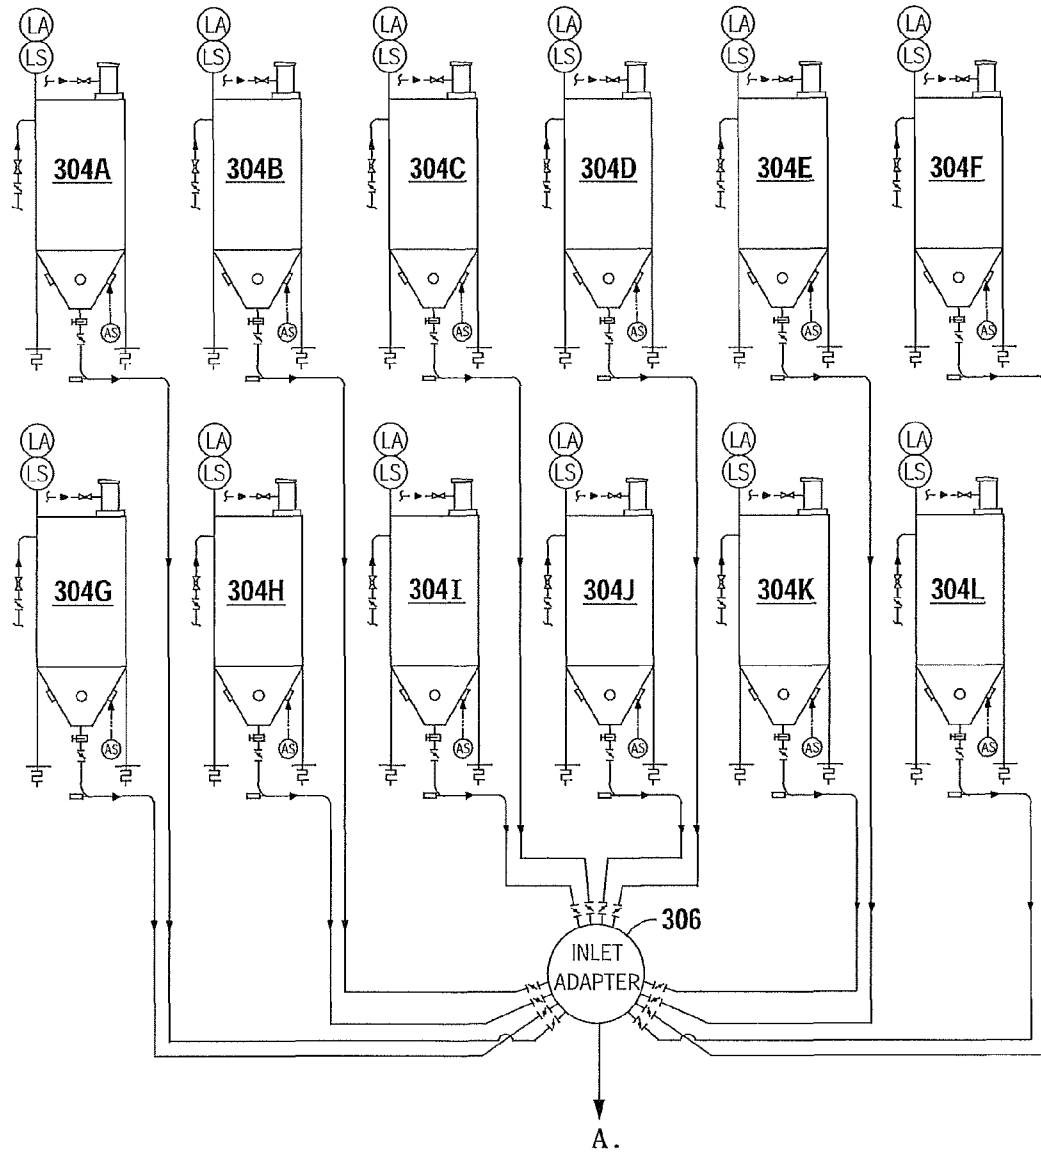 LA LA LA LA LA LA
LS LS LS LS LS LS
304A 304B 304C 304D 304E 304F
AS AS AS AS AS AS
LA LA LA LA LA LA
LS LS LS LS LS LS
304G 304H 304I 304J 304K 304L
AS AS AS AS AS AS
306
INLET
ADAPTER
A.